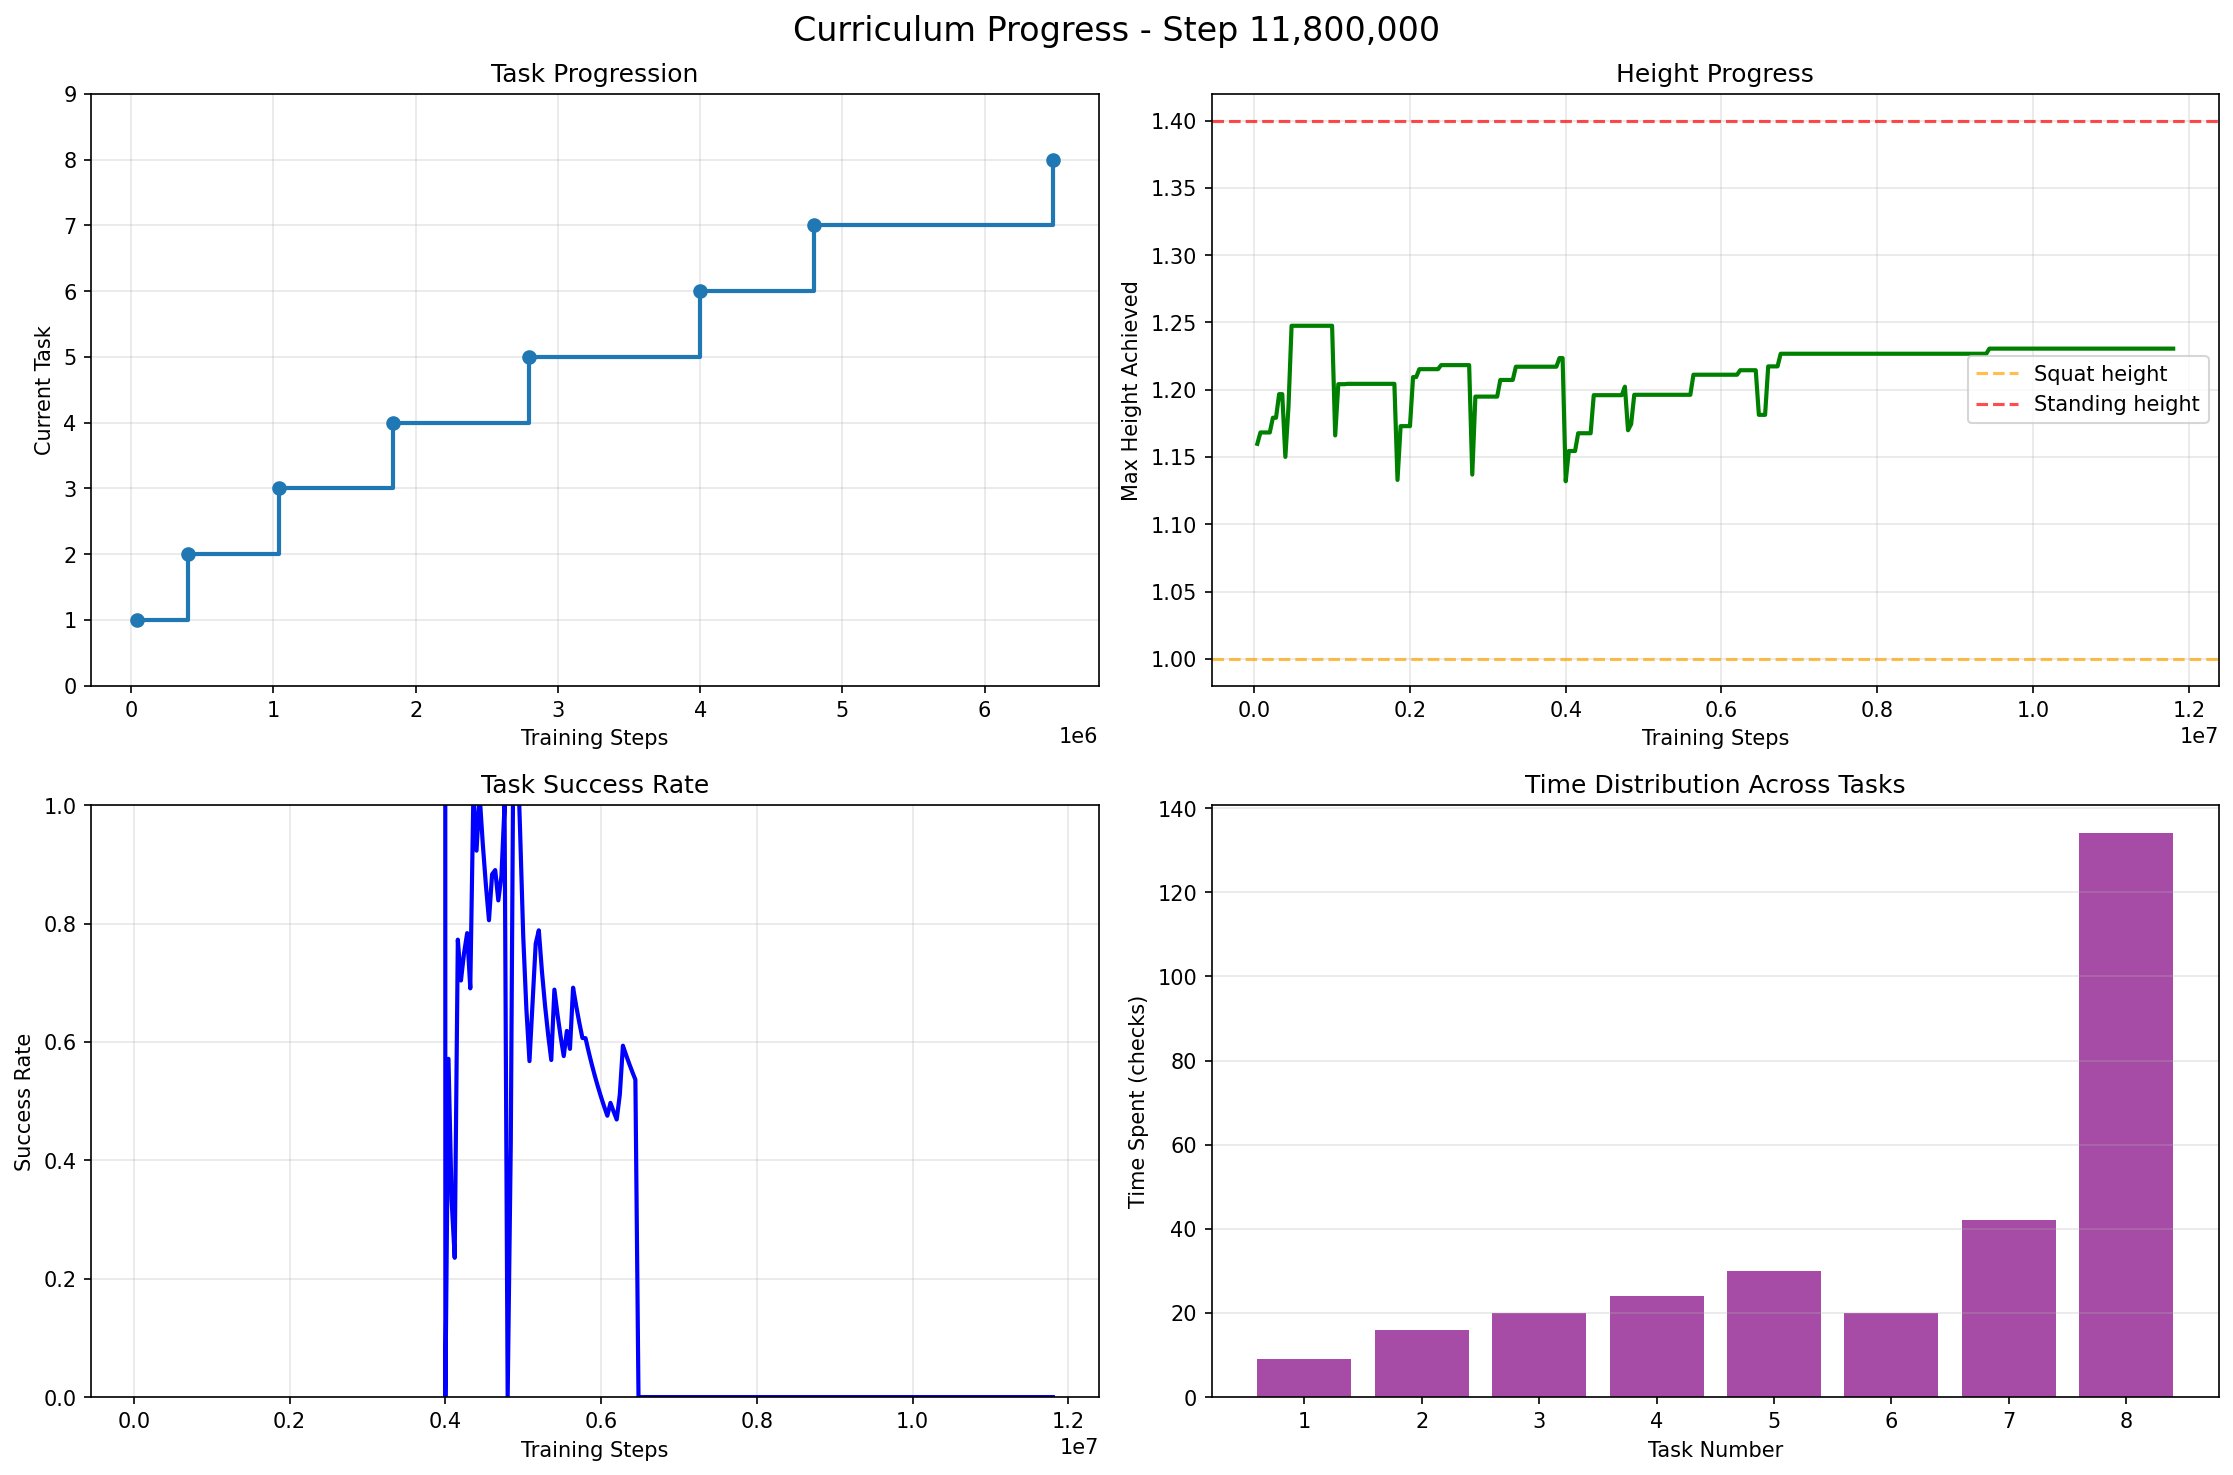 Curriculum Progress - Step 11,800,000
Task Progression
Current Task
9
8
7
6
5
4
3
2
1
0
0 1 2 3 4 5 6
1e6
Training Steps
Height Progress
Max Height Achieved
1.40
1.35
1.30
1.25
1.20
1.15
1.10
1.05
1.00
Squat height
Standing height
0.0 0.2 0.4 0.6 0.8 1.0 1.2
1e7
Training Steps
Task Success Rate
Success Rate
1.0
0.8
0.6
0.4
0.2
0.0
0.0 0.2 0.4 0.6 0.8 1.0 1.2
1e7
Training Steps
Time Distribution Across Tasks
Time Spent (checks)
140
120
100
80
60
40
20
0
1 2 3 4 5 6 7 8
Task Number